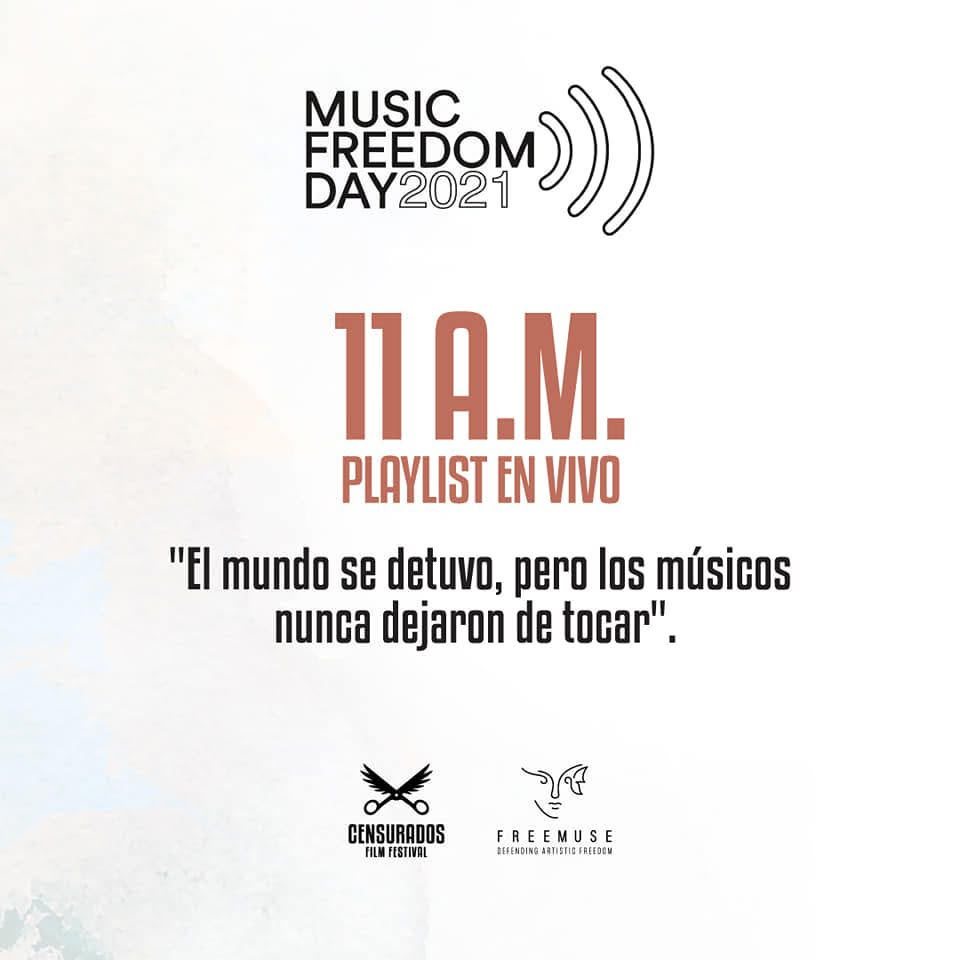 MUSIC
FREEDOM
DAY2021
11 A.M.
PLAYLIST EN VIVO
"El mundo se detuvo, pero los músicos
nunca dejaron de tocar".
CENSURADOS
FILM FESTIVAL
FREEMUSE
DEFENDING ARTISTIC FREEDOM